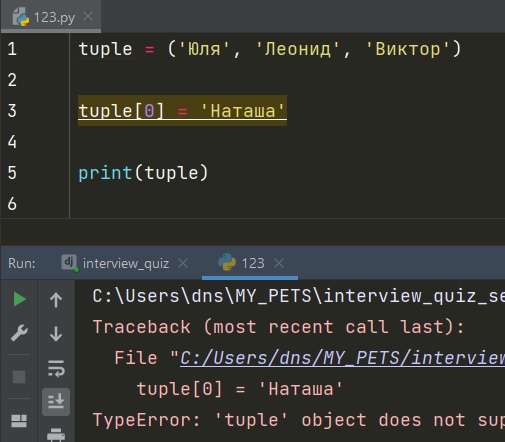 123.py
1 tuple = ('Юля', 'Леонид', 'Виктор')
2
3 tuple[0] = 'Наташа'
4
5 print(tuple)
6
Run: interview_quiz 123
C:\Users\dns\MY_PETS\interview_quiz_se
Traceback (most recent call last):
File "C:/Users/dns/MY_PETS/interview
tuple[0] = 'Наташа'
TypeError: 'tuple' object does not sup